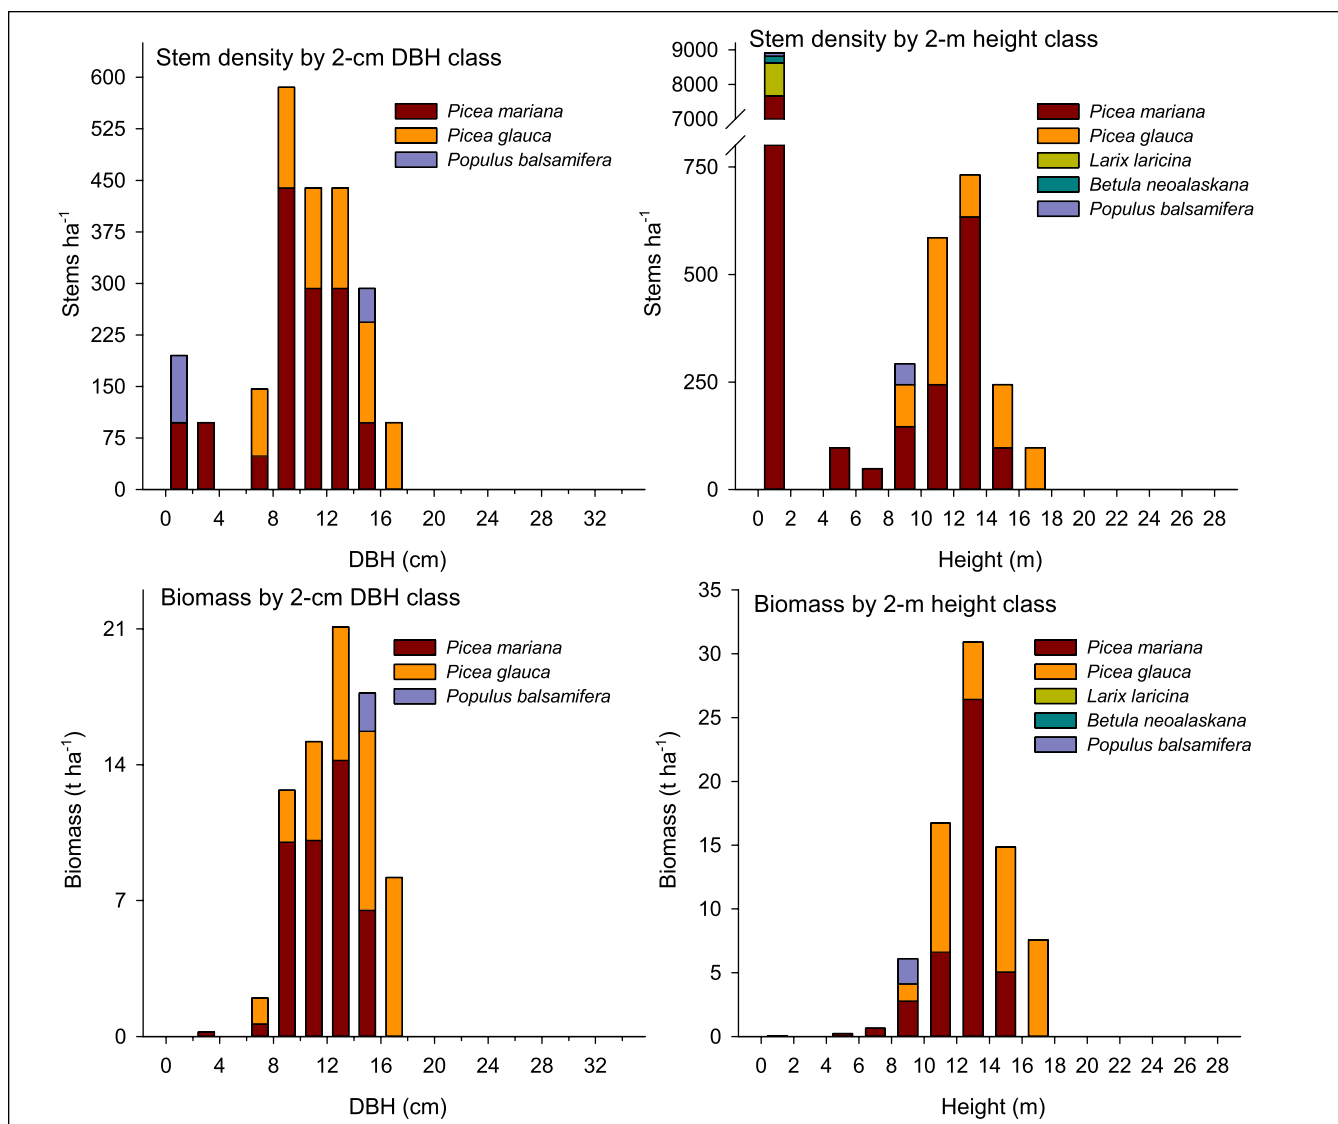 Stem density by 2-cm DBH class
600
525
450
375
300
225
150
75
0
Stems ha-1
Picea mariana
Picea glauca
Populus balsamifera
0 4 8 12 16 20 24 28 32
DBH (cm)
Stem density by 2-m height class
9000
8000
7000
750
500
250
0
Stems ha-1
Picea mariana
Picea glauca
Larix laricina
Betula neoalaskana
Populus balsamifera
0 2 4 6 8 10 12 14 16 18 20 22 24 26 28
Height (m)
Biomass by 2-cm DBH class
21
14
7
0
Biomass (t ha-1)
Picea mariana
Picea glauca
Populus balsamifera
0 4 8 12 16 20 24 28 32
DBH (cm)
Biomass by 2-m height class
35
30
25
20
15
10
5
0
Biomass (t ha-1)
Picea mariana
Picea glauca
Larix laricina
Betula neoalaskana
Populus balsamifera
0 2 4 6 8 10 12 14 16 18 20 22 24 26 28
Height (m)